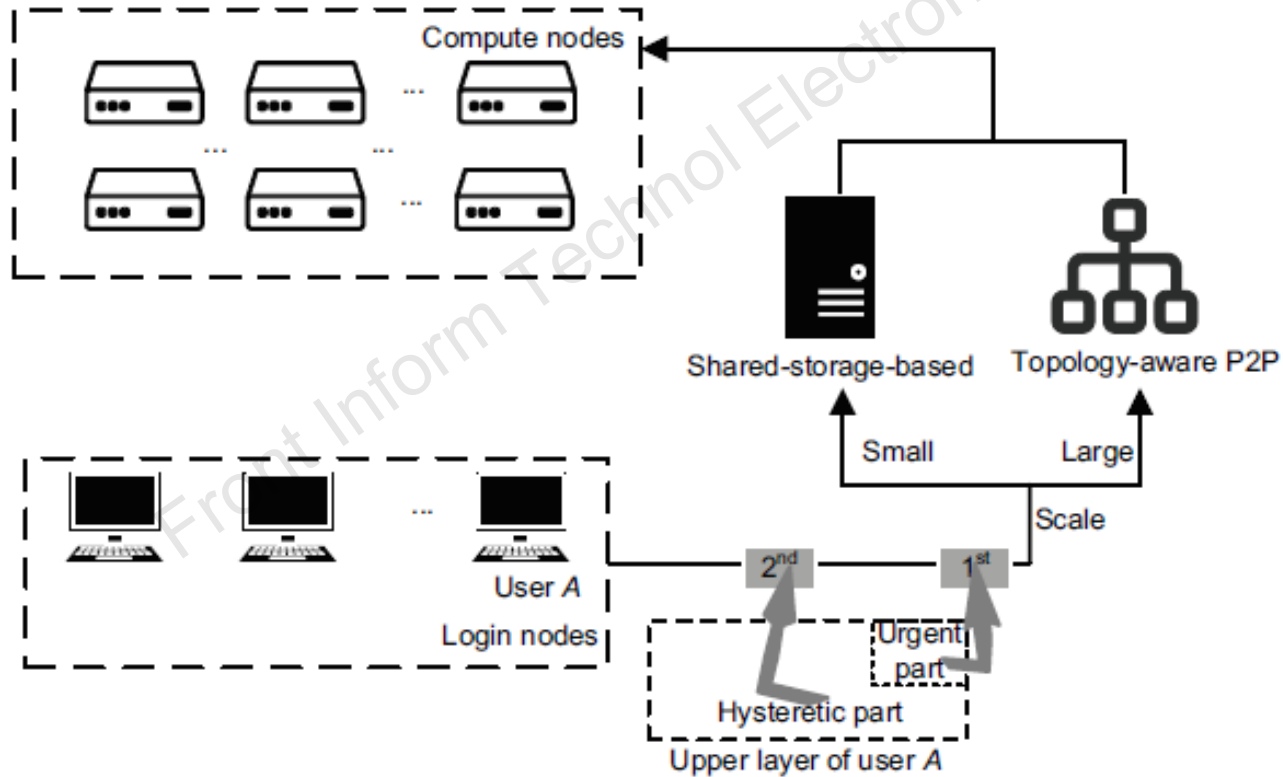 Compute nodes
...
...
...
...
Shared-storage-based
Topology-aware P2P
Small
Large
Scale
...
User A
Login nodes
2nd
1st
Urgent
part
Hysteretic part
Upper layer of user A
Front Inform Technol Electron